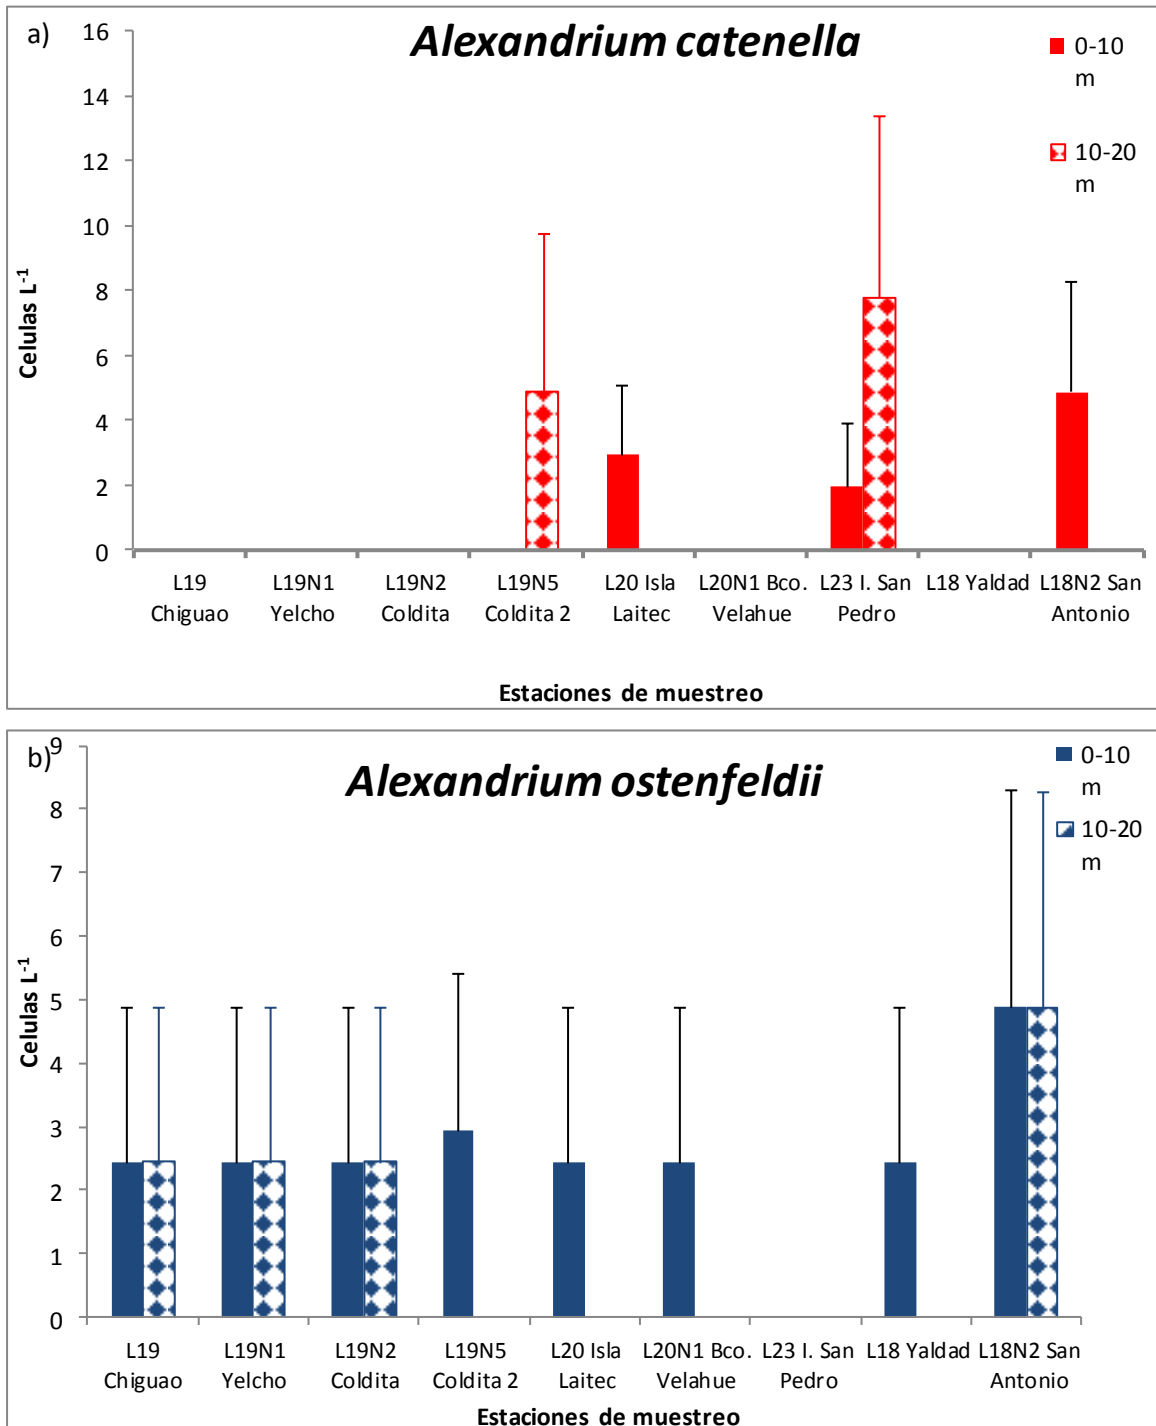 a)
Alexandrium catenella
0-10
m
10-20
m
16
14
12
10
8
6
4
2
0
Celulas L⁻¹
L19 L19N1 L19N2 L19N5 L20 Isla L20N1 Bco. L23 I. San L18 Yaldad L18N2 San
Chiguao Yelcho Coldita Coldita 2 Laitec Velahue Pedro Antonio
Estaciones de muestreo
b)
Alexandrium ostenfeldii
0-10
m
10-20
m
9
8
7
6
5
4
3
2
1
0
Celulas L⁻¹
L19 L19N1 L19N2 L19N5 L20 Isla L20N1 Bco. L23 I. San L18 Yaldad L18N2 San
Chiguao Yelcho Coldita Coldita 2 Laitec Velahue Pedro Antonio
Estaciones de muestreo